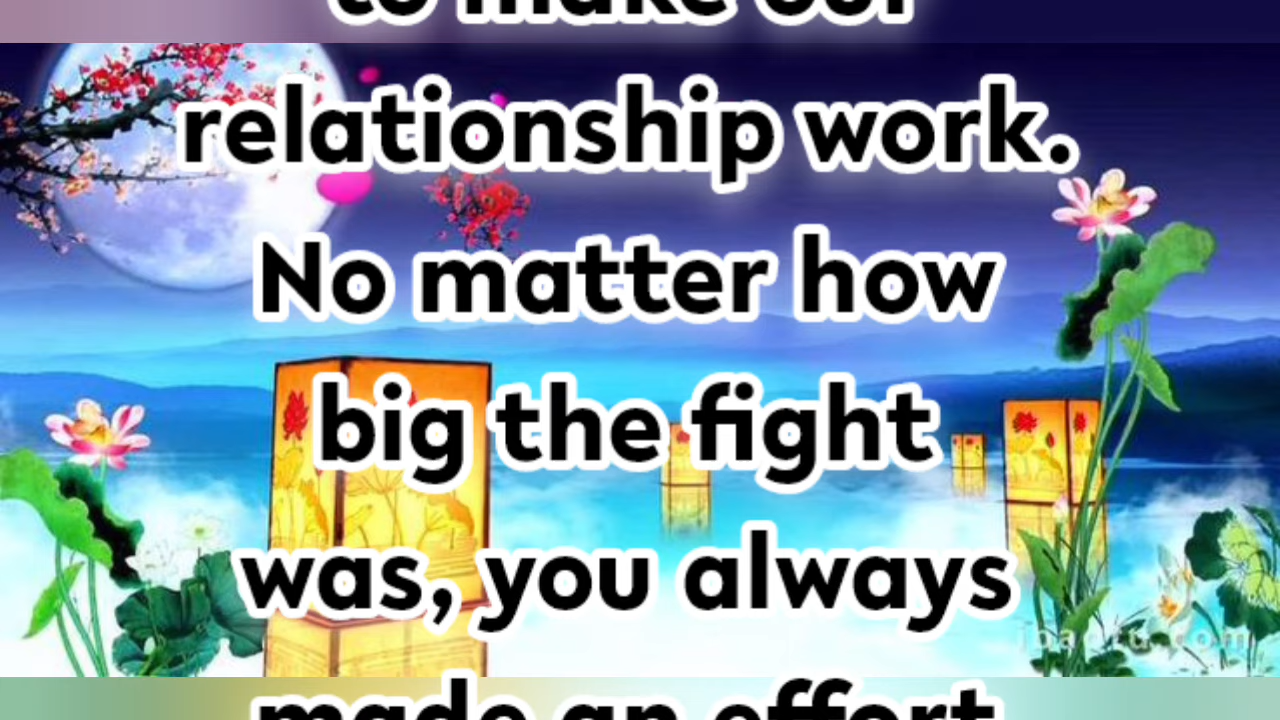 to make our
relationship work.
No matter how
big the fight
was, you always
made an effort